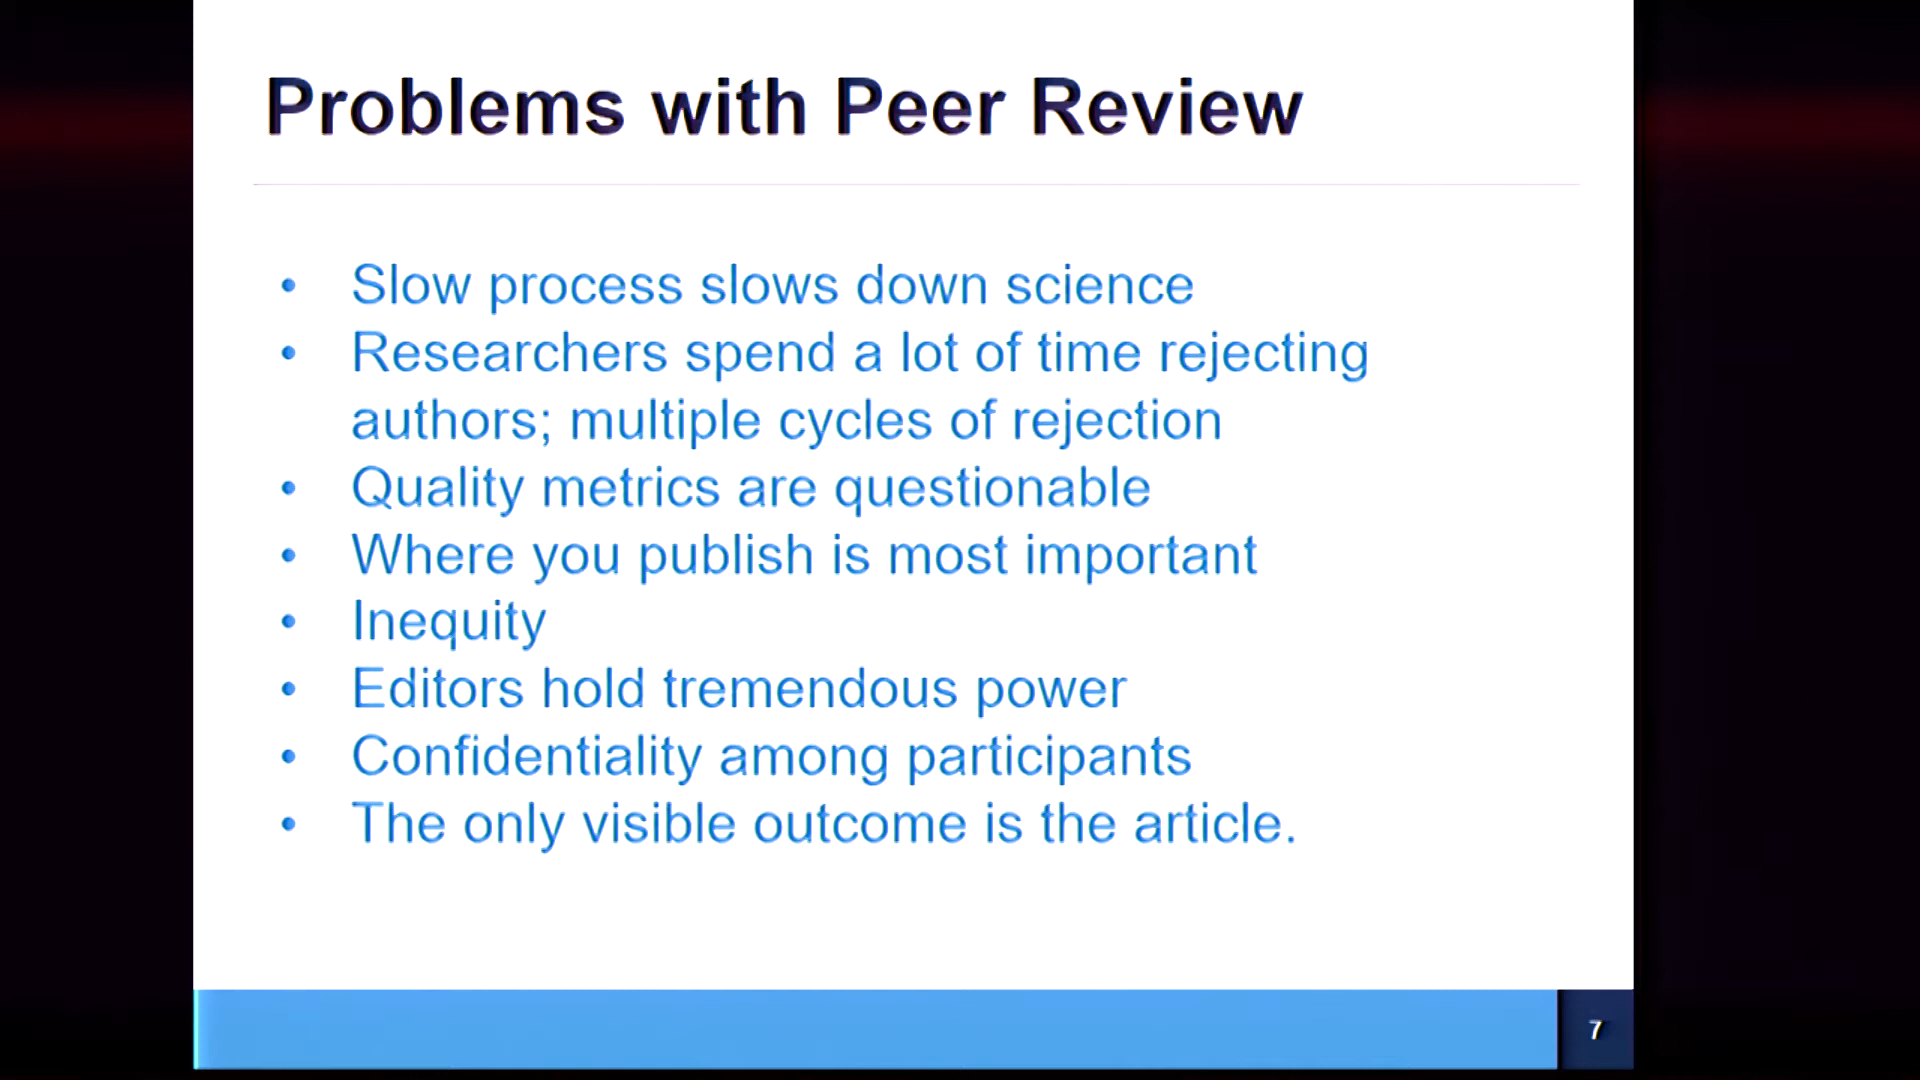 Problems with Peer Review
• Slow process slows down science
• Researchers spend a lot of time rejecting
authors; multiple cycles of rejection
• Quality metrics are questionable
• Where you publish is most important
• Inequity
• Editors hold tremendous power
• Confidentiality among participants
• The only visible outcome is the article.
7